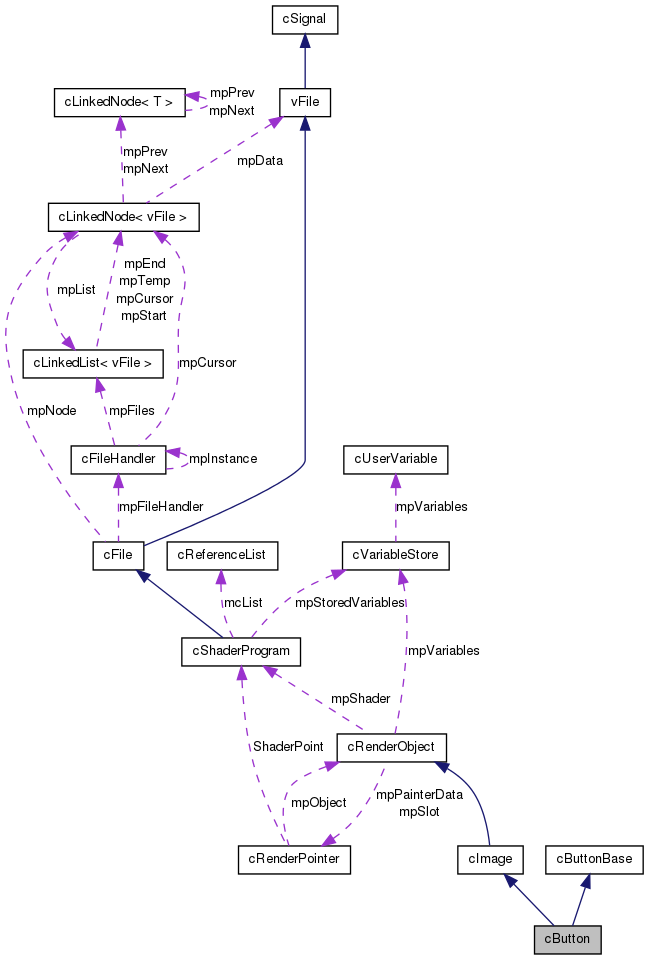 cSignal
cLinkedNode< T >
mpPrev
mpNext
vFile
mpPrev
mpNext
mpData
cLinkedNode< vFile >
mpList
mpEnd
mpTemp
mpCursor
mpStart
cLinkedList< vFile >
mpCursor
mpNode
mpFiles
cFileHandler
mpInstance
cUserVariable
mpFileHandler
mpVariables
cFile
cReferenceList
cVariableStore
mcList
mpStoredVariables
cShaderProgram
mpVariables
mpShader
ShaderPoint
cRenderObject
mpObject
mpPainterData
mpSlot
cRenderPointer
cImage
cButtonBase
cButton